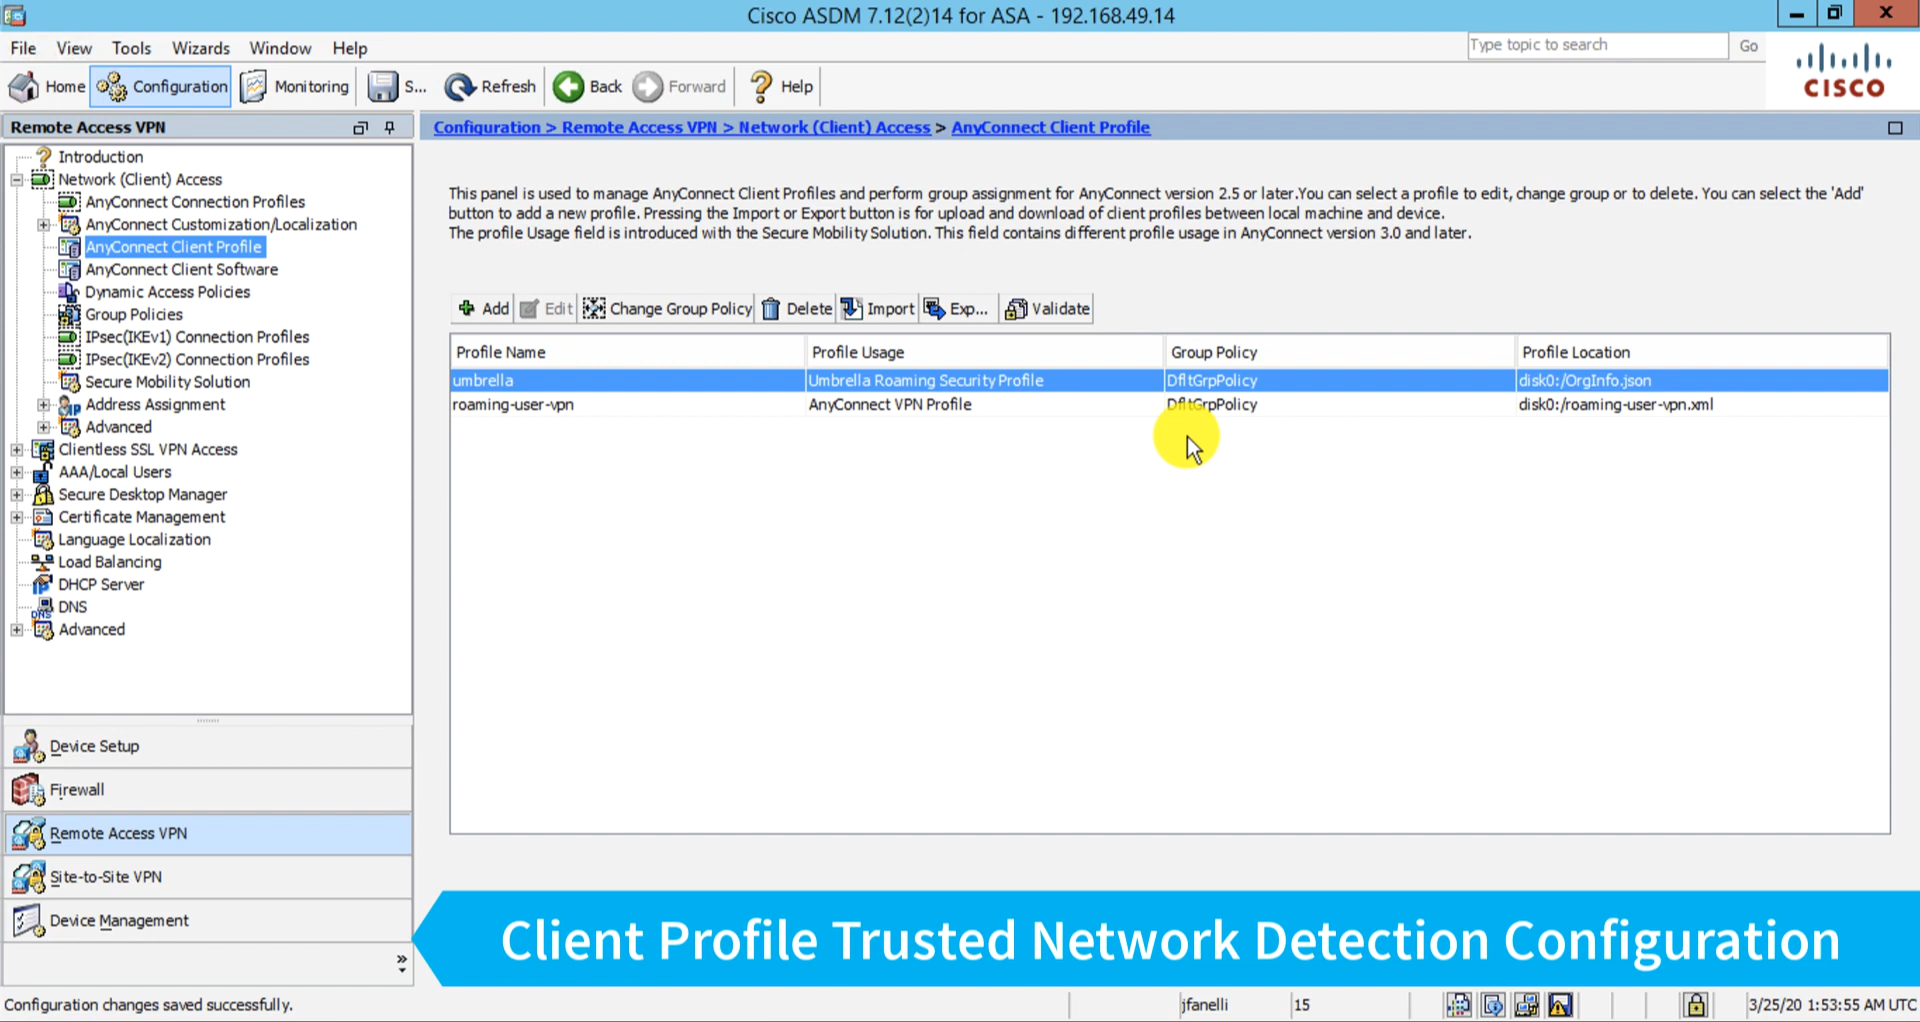 Cisco ASDM 7.12(2)14 for ASA - 192.168.49.14
File View Tools Wizards Window Help
Type topic to search Go
Home Configuration Monitoring S... Refresh Back Forward Help
CISCO
Remote Access VPN
Configuration > Remote Access VPN > Network (Client) Access > AnyConnect Client Profile
Introduction
Network (Client) Access
AnyConnect Connection Profiles
AnyConnect Customization/Localization
AnyConnect Client Profile
AnyConnect Client Software
Dynamic Access Policies
Group Policies
IPsec(IKEv1) Connection Profiles
IPsec(IKEv2) Connection Profiles
Secure Mobility Solution
Address Assignment
Advanced
Clientless SSL VPN Access
AAA/Local Users
Secure Desktop Manager
Certificate Management
Language Localization
Load Balancing
DHCP Server
DNS
Advanced
This panel is used to manage AnyConnect Client Profiles and perform group assignment for AnyConnect version 2.5 or later.You can select a profile to edit, change group or to delete. You can select the 'Add'
button to add a new profile. Pressing the Import or Export button is for upload and download of client profiles between local machine and device.
The profile Usage field is introduced with the Secure Mobility Solution. This field contains different profile usage in AnyConnect version 3.0 and later.
Add Edit Change Group Policy Delete Import Exp... Validate
Profile Name Profile Usage Group Policy Profile Location
umbrella Umbrella Roaming Security Profile DfltGrpPolicy disk0:/OrgInfo.json
roaming-user-vpn AnyConnect VPN Profile DfltGrpPolicy disk0:/roaming-user-vpn.xml
Device Setup
Firewall
Remote Access VPN
Site-to-Site VPN
Device Management
Client Profile Trusted Network Detection Configuration
Configuration changes saved successfully. jfanelli 15 3/25/20 1:53:55 AM UTC